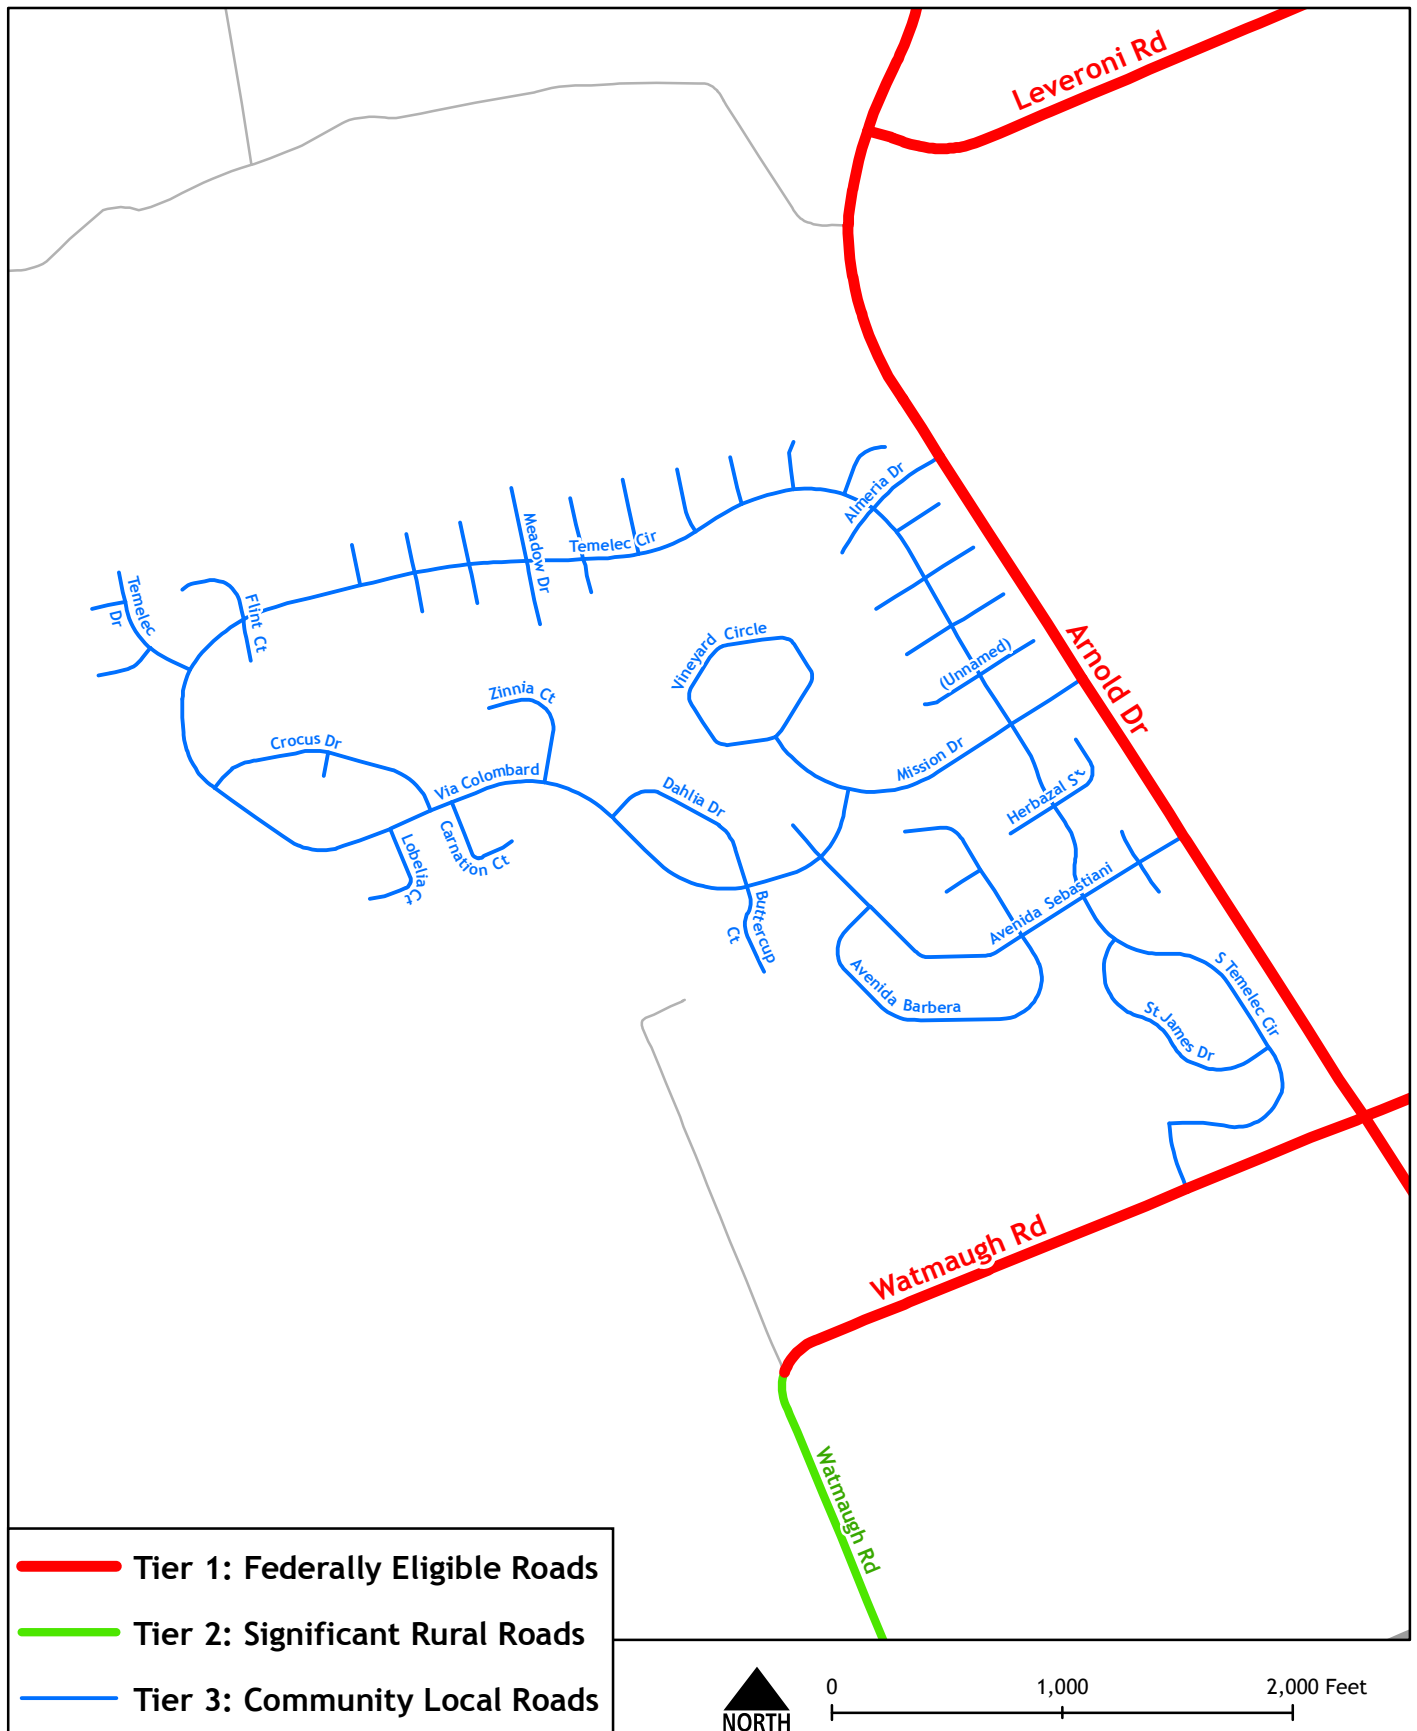 Leveroni Rd
Almeria Dr
Meadow Dr
Temelec Cir
Temelec
Dr
Flint Ct
Arnold Dr
Vineyard Circle
(Unnamed)
Zinnia Ct
Crocus Dr
Via Colombard
Mission Dr
Dahlia Dr
Herbazal St
Lobelia Ct
Carnation Ct
Buttercup
Ct
Avenida Sebastiani
Avenida Barbera
S Temelec Cir
St James Dr
Watmaugh Rd
Watmaugh Rd
Tier 1: Federally Eligible Roads
Tier 2: Significant Rural Roads
Tier 3: Community Local Roads
NORTH
0 1,000 2,000 Feet